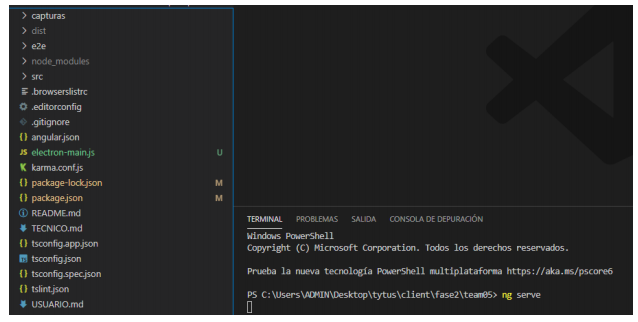 capturas
dist
e2e
node_modules
src
.browserslistrc
.editorconfig
.gitignore
angular.json
JS electron-main.js U
karma.conf.js
package-lock.json M
package.json M
README.md
TECNICO.md
tsconfig.app.json
tsconfig.json
tsconfig.spec.json
tslint.json
USUARIO.md
TERMINAL PROBLEMAS SALIDA CONSOLA DE DEPURACIÓN
Windows PowerShell
Copyright (C) Microsoft Corporation. Todos los derechos reservados.
Prueba la nueva tecnología PowerShell multiplataforma https://aka.ms/pscore6
PS C:\Users\ADMIN\Desktop\tytus\client\fase2\team05> ng serve